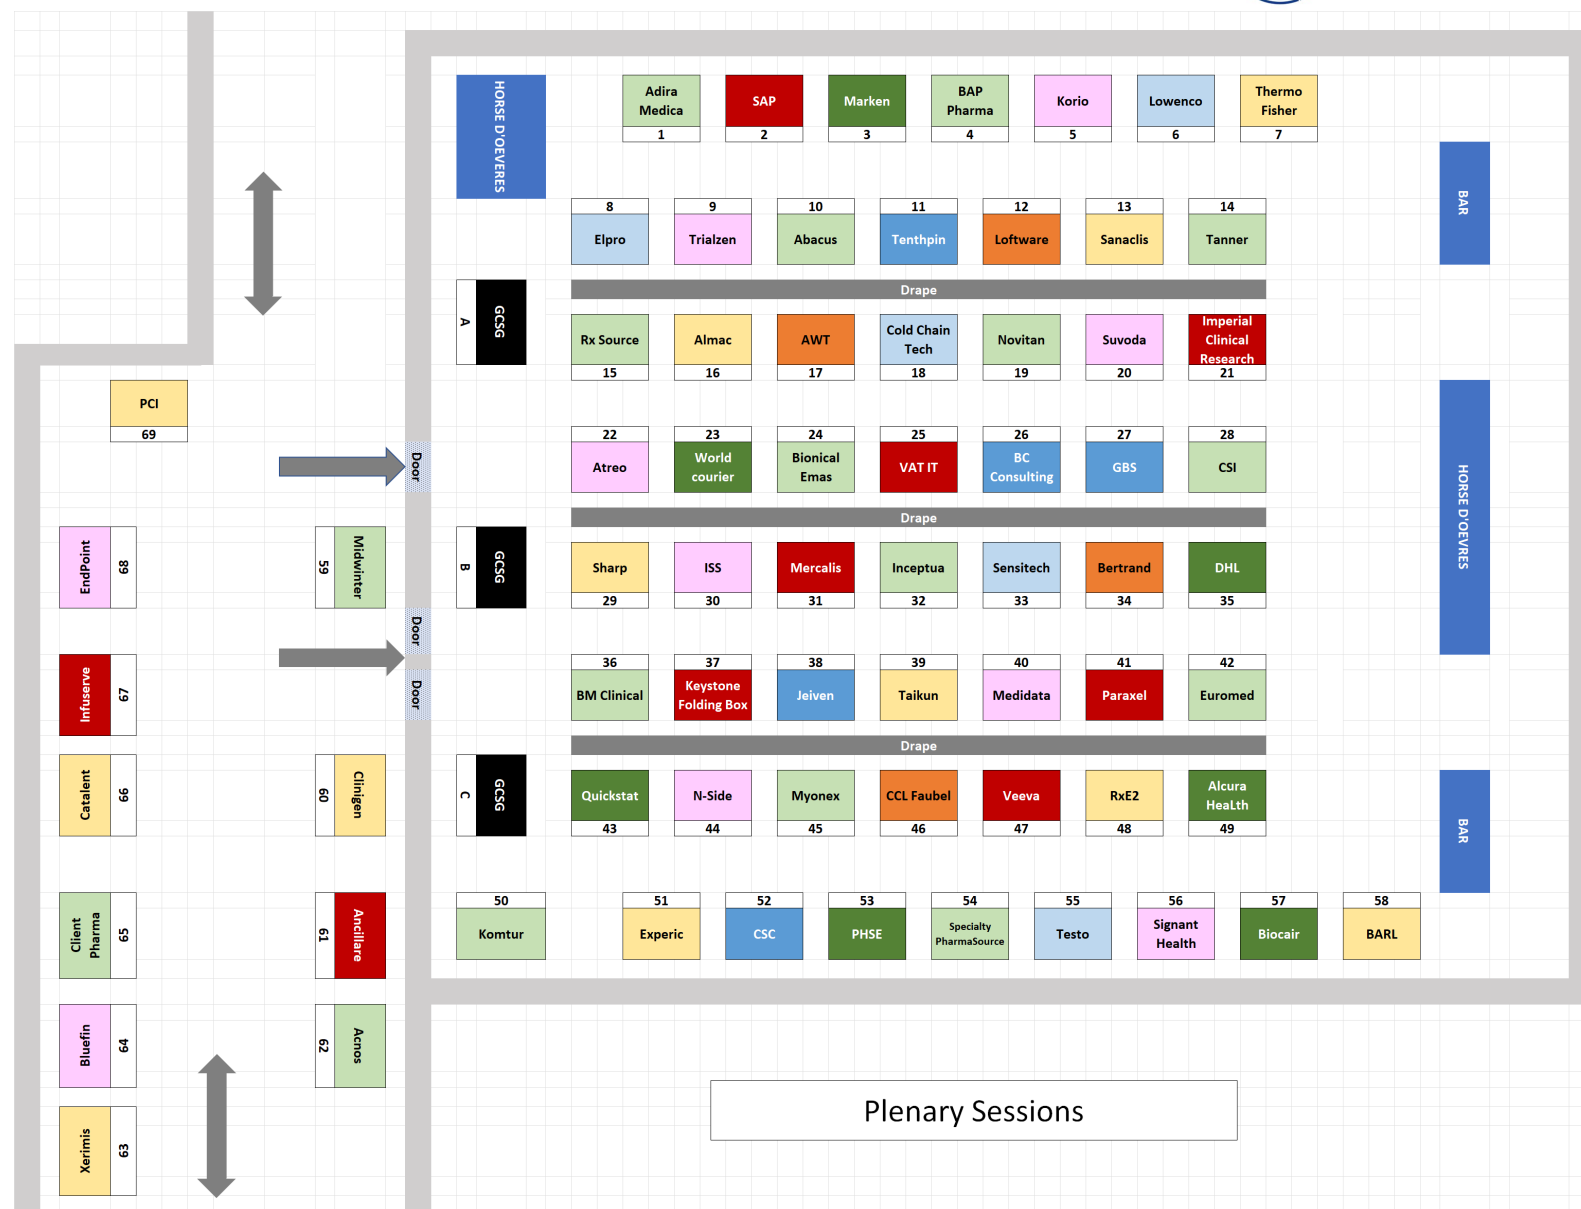 HORSE D'OEVERES
Adira
Medica
1
SAP
2
Marken
3
BAP
Pharma
4
Korio
5
Lowenco
6
Thermo
Fisher
7
BAR
8
Elpro
9
Trialzen
10
Abacus
11
Tenthpin
12
Loftware
13
Sanaclis
14
Tanner
Drape
A
GCSG
Rx Source
15
Almac
16
AWT
17
Cold Chain
Tech
18
Novitan
19
Suvoda
20
Imperial
Clinical
Research
21
PCI
69
Door
22
Atreo
23
World
courier
24
Bionical
Emas
25
VAT IT
26
BC
Consulting
27
GBS
28
CSI
HORSE D'OEVRES
Drape
EndPoint
68
59
Midwinter
B
GCSG
Sharp
29
ISS
30
Mercalis
31
Inceptua
32
Sensitech
33
Bertrand
34
DHL
35
Door
Door
Infuserve
67
36
BM Clinical
37
Keystone
Folding Box
38
Jeiven
39
Taikun
40
Medidata
41
Paraxel
42
Euromed
Drape
Catalent
66
60
Clinigen
C
GCSG
Quickstat
43
N-Side
44
Myonex
45
CCL Faubel
46
Veeva
47
RxE2
48
Alcura
HeaLth
49
BAR
Client
Pharma
65
61
Ancillare
50
Komtur
51
Experic
52
CSC
53
PHSE
54
Specialty
PharmaSource
55
Testo
56
Signant
Health
57
Biocair
58
BARL
Bluefin
64
62
Acnos
Xerimis
63
Plenary Sessions